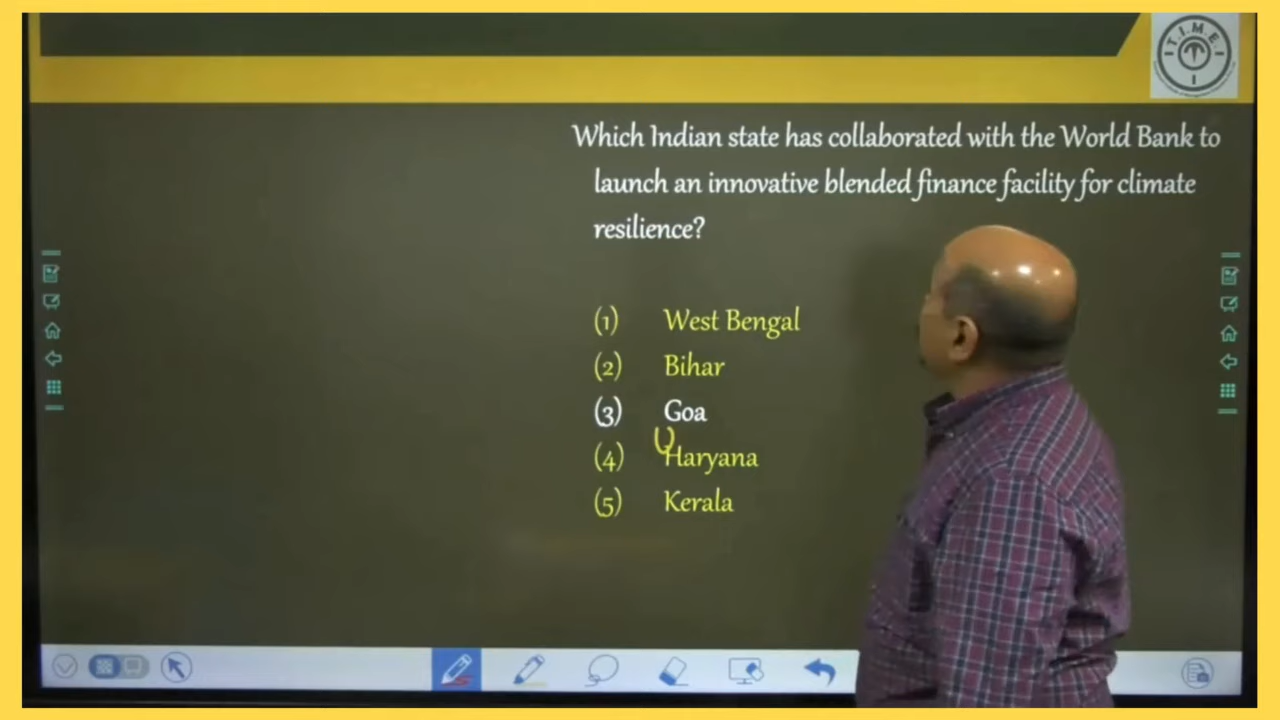 T.I.M.E.
Which Indian state has collaborated with the World Bank to
launch an innovative blended finance facility for climate
resilience?
(1) West Bengal
(2) Bihar
(3) Goa
(4) Haryana
(5) Kerala